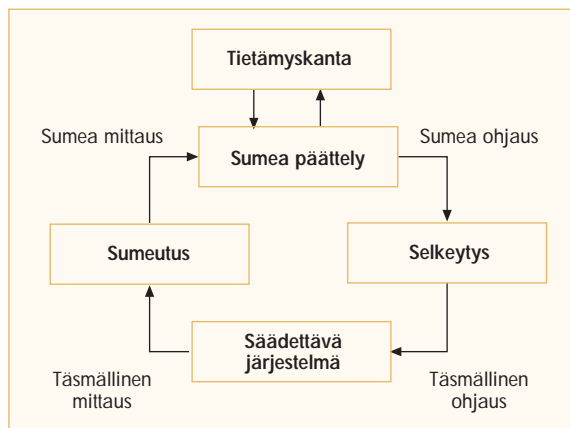 Tietämyskanta
Sumea mittaus
Sumea ohjaus
Sumea päättely
Sumeutus
Selkeytys
Säädettävä
järjestelmä
Täsmällinen
mittaus
Täsmällinen
ohjaus